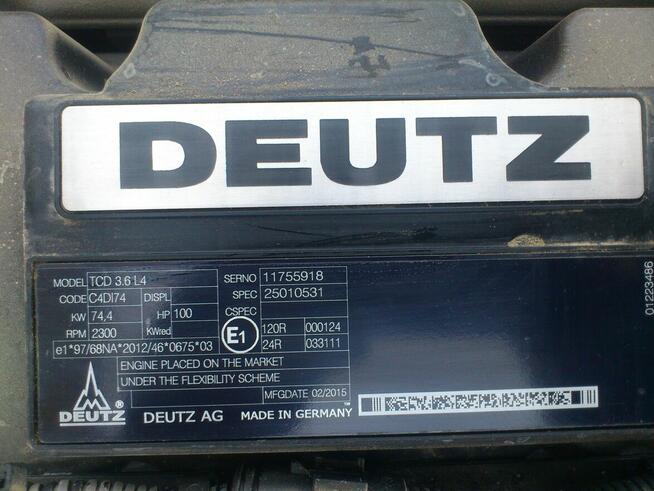 DEUTZ
MODEL TCD 3.6 L4 SERNO 11755918
CODE C4DI74 DISPL SPEC 25010531
KW 74,4 HP 100 CSPEC
RPM 2300 KWred E1 120R 000124
24R 033111
e1*97/68NA*2012/46*0675*03
ENGINE PLACED ON THE MARKET
UNDER THE FLEXIBILITY SCHEME
MFGDATE 02/2015
DEUTZ ® DEUTZ AG MADE IN GERMANY
01223486